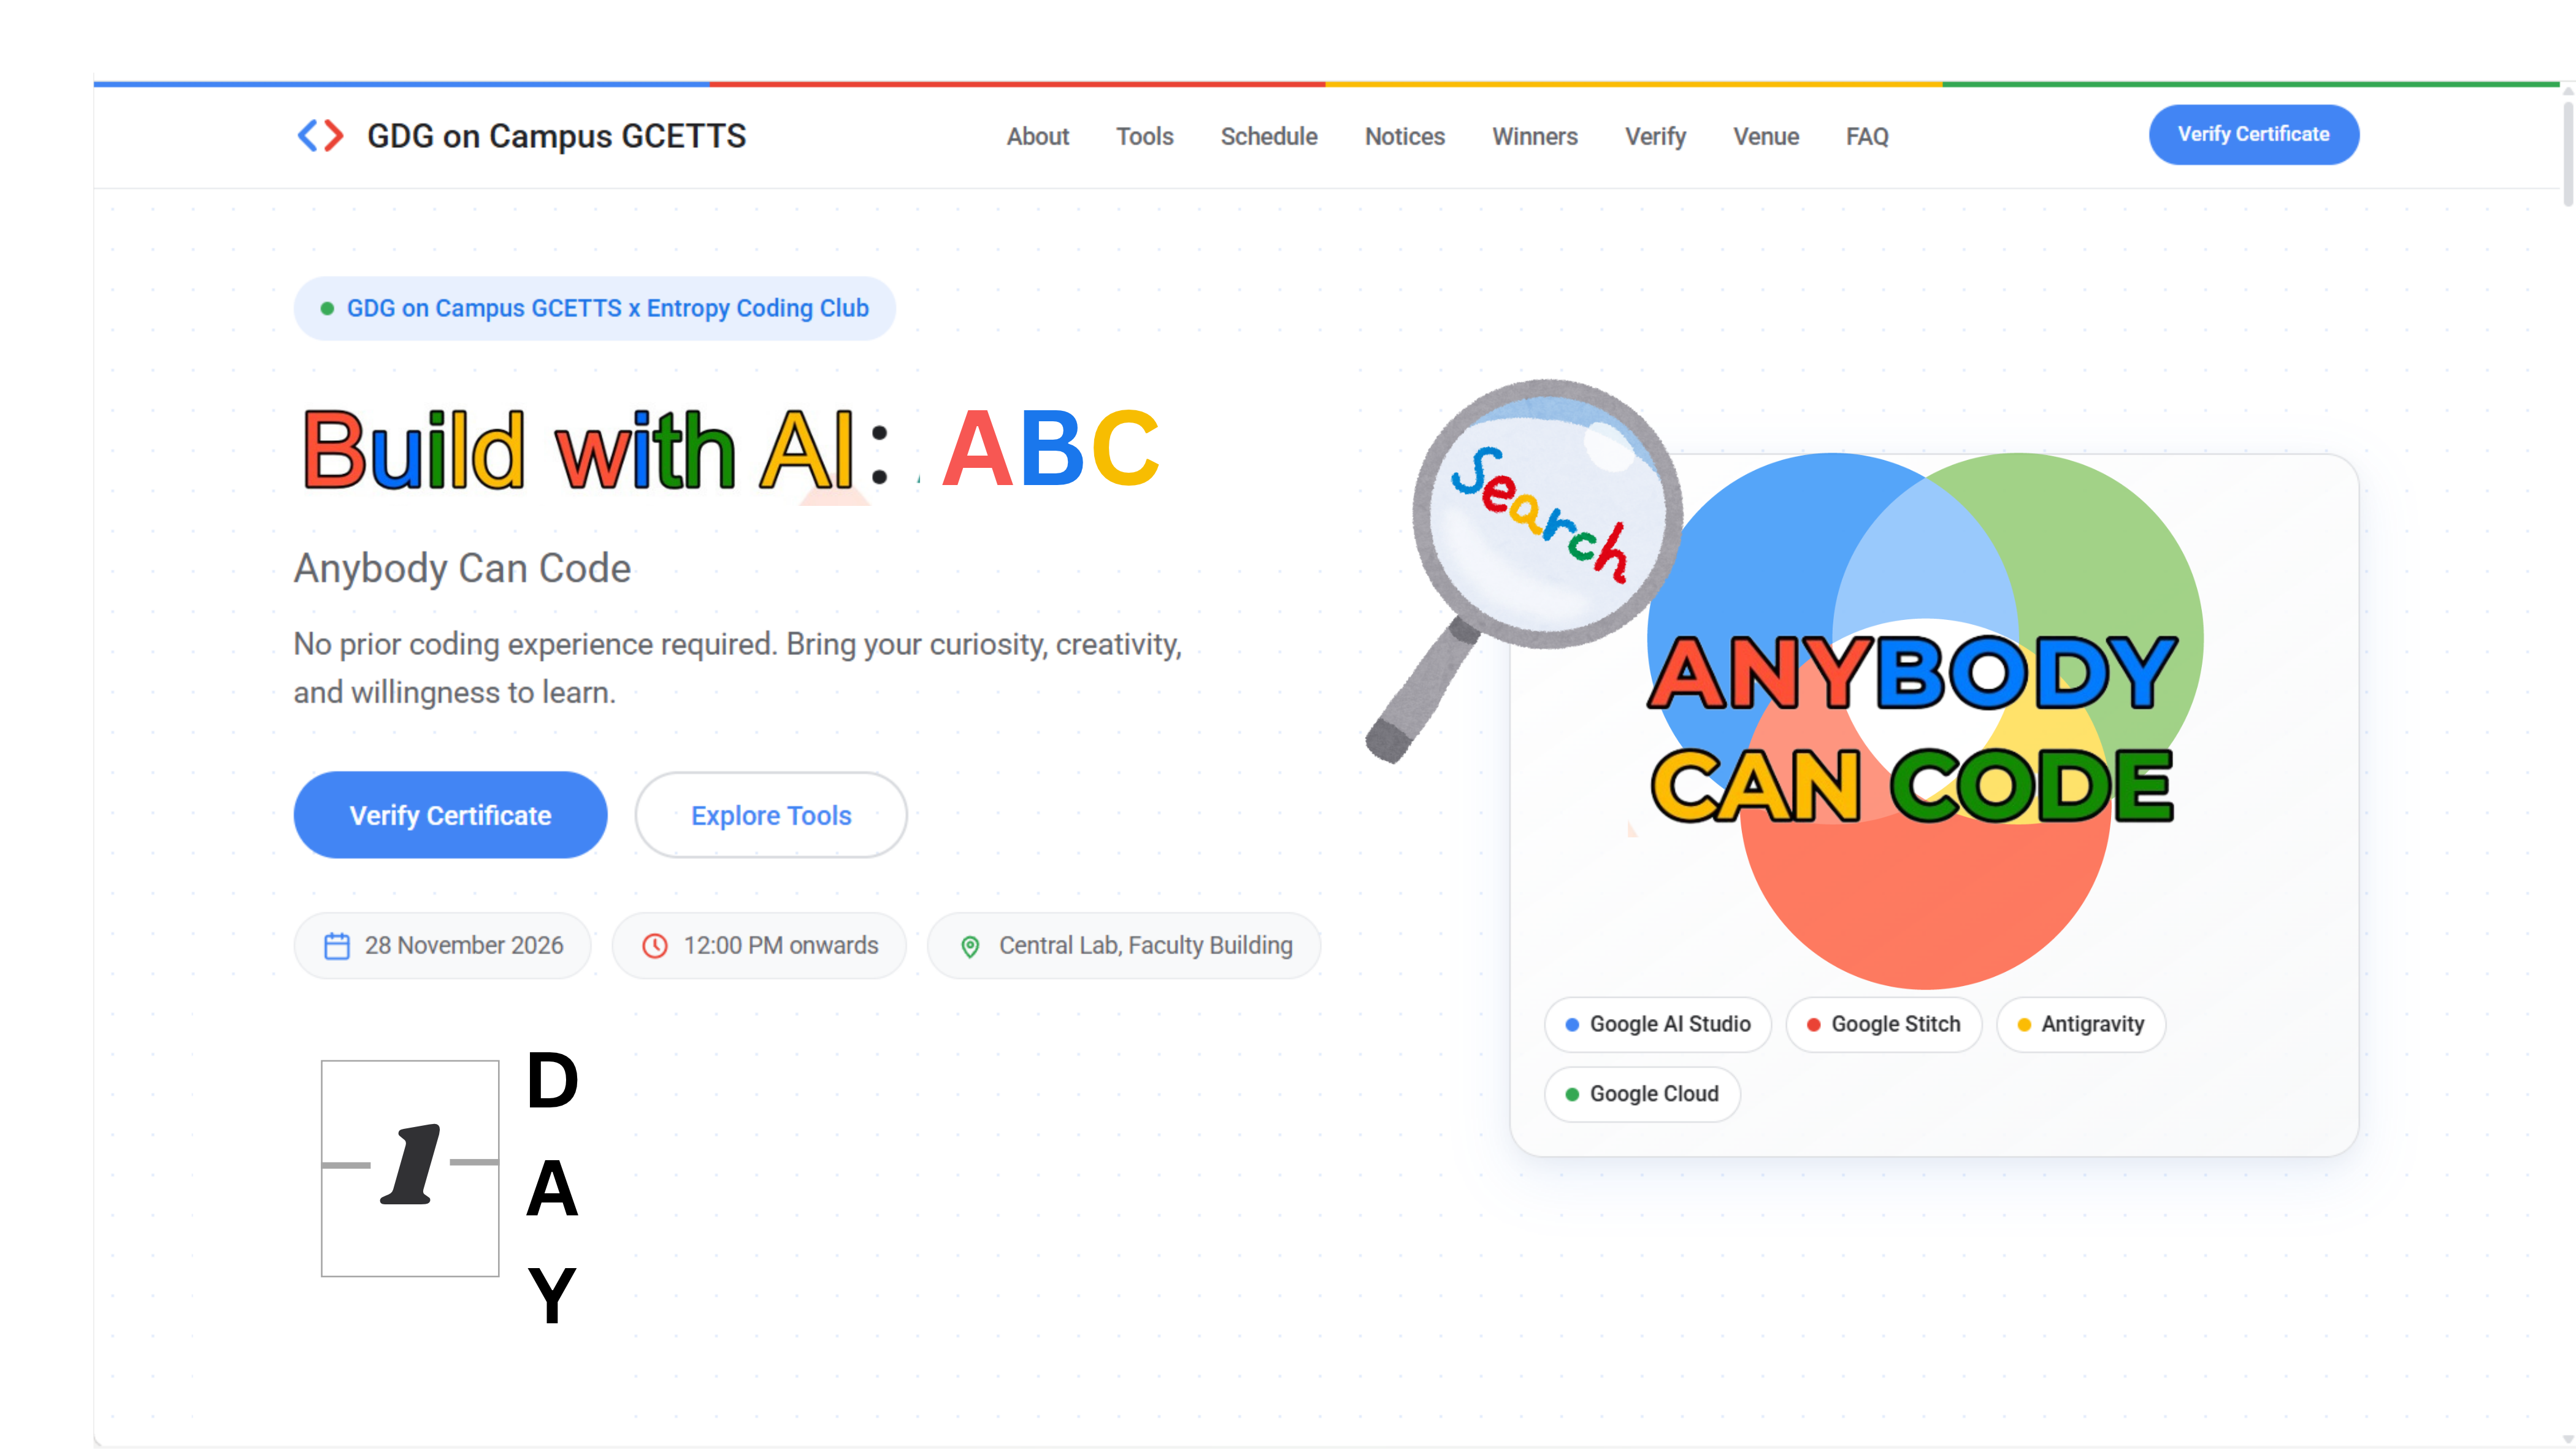 GDG on Campus GCETTS
About Tools Schedule Notices Winners Verify Venue FAQ
Verify Certificate
GDG on Campus GCETTS x Entropy Coding Club
Build with AI: ABC
Anybody Can Code
No prior coding experience required. Bring your curiosity, creativity,
and willingness to learn.
Verify Certificate
Explore Tools
28 November 2026
12:00 PM onwards
Central Lab, Faculty Building
1
D
A
Y
Search
ANYBODY
CAN CODE
Google AI Studio
Google Stitch
Antigravity
Google Cloud